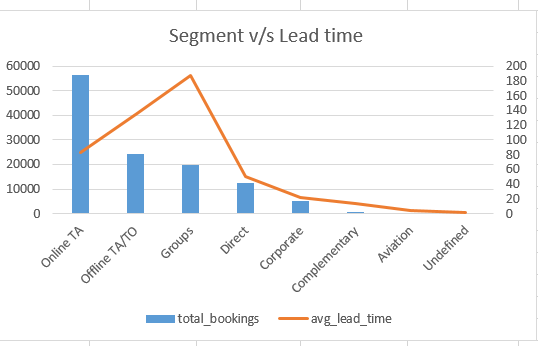 Segment v/s Lead time
60000
50000
40000
30000
20000
10000
0
200
180
160
140
120
100
80
60
40
20
0
Online TA
Offline TA/TO
Groups
Direct
Corporate
Complementary
Aviation
Undefined
total_bookings
avg_lead_time